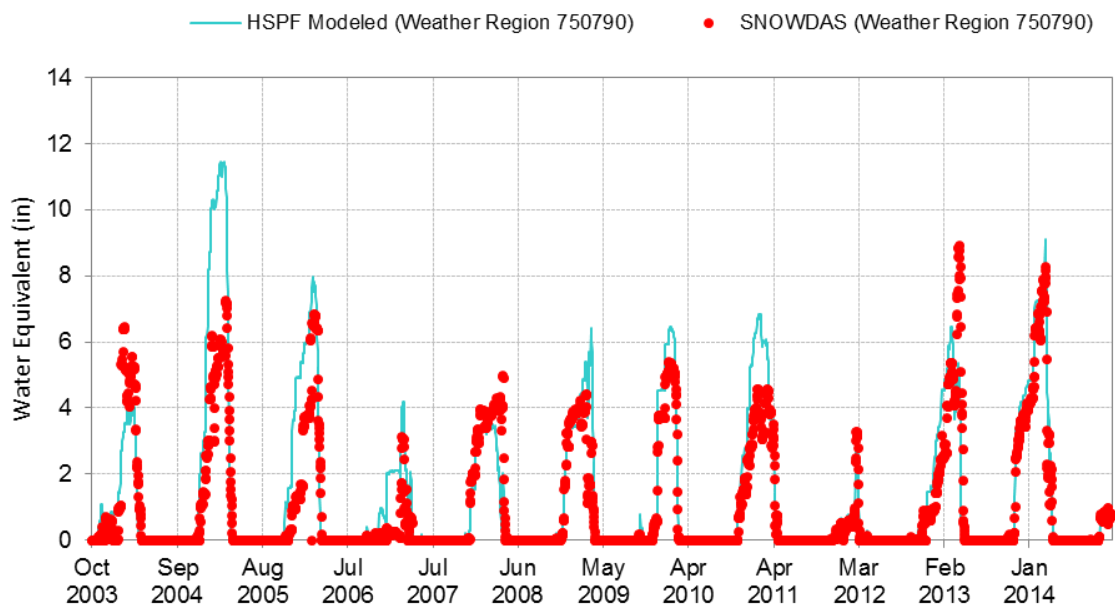 HSPF Modeled (Weather Region 750790) SNOWDAS (Weather Region 750790)
14
12
10
8
6
4
2
0
Water Equivalent (in)
Oct Sep Aug Jul Jul Jun May Apr Apr Mar Feb Jan
2003 2004 2005 2006 2007 2008 2009 2010 2011 2012 2013 2014